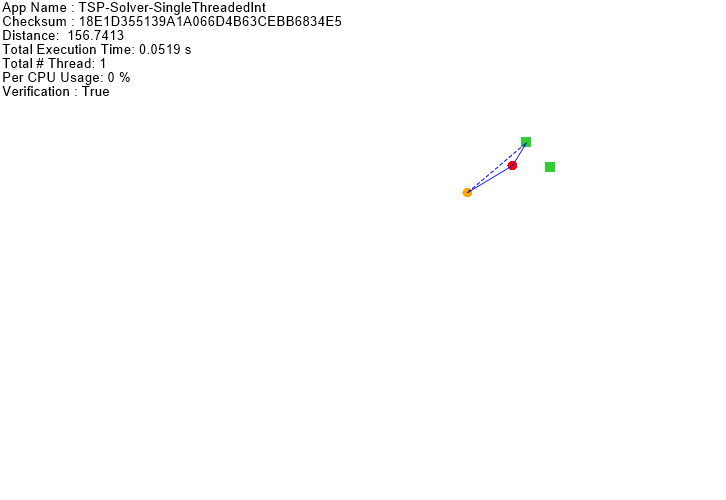 App Name : TSP-Solver-SingleThreadedInt
Checksum : 18E1D355139A1A066D4B63CEBB6834E5
Distance:  156.7413
Total Execution Time: 0.0519 s
Total # Thread: 1
Per CPU Usage: 0 %
Verification : True